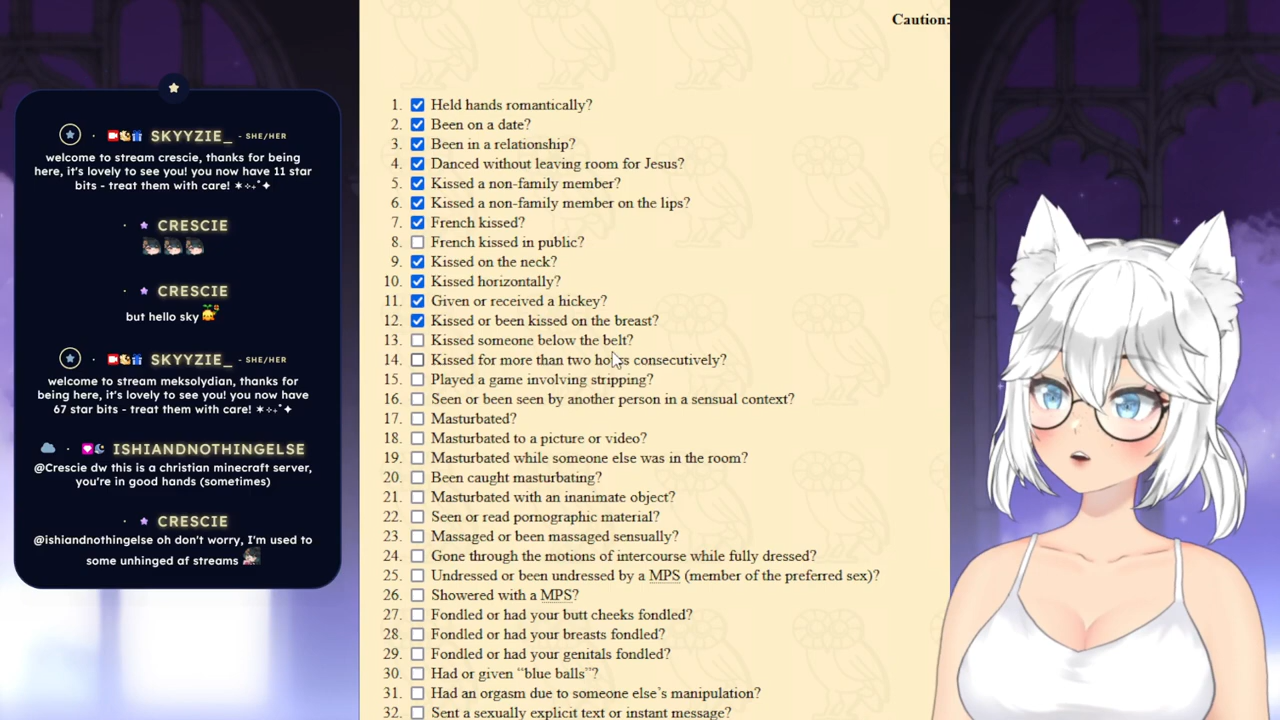 SKYYZIE_ - SHE/HER
welcome to stream crescie, thanks for being
here, it's lovely to see you! you now have 11 star
bits - treat them with care!
CRESCIE
CRESCIE
but hello sky
SKYYZIE_ - SHE/HER
welcome to stream meksolydian, thanks for
being here, it's lovely to see you! you now have
67 star bits - treat them with care!
ISHIANDNOTHINGELSE
@Crescie dw this is a christian minecraft server,
you're in good hands (sometimes)
CRESCIE
@ishiandnothingelse oh don't worry, I'm used to
some unhinged af streams
Caution:
1. Held hands romantically?
2. Been on a date?
3. Been in a relationship?
4. Danced without leaving room for Jesus?
5. Kissed a non-family member?
6. Kissed a non-family member on the lips?
7. French kissed?
8. French kissed in public?
9. Kissed on the neck?
10. Kissed horizontally?
11. Given or received a hickey?
12. Kissed or been kissed on the breast?
13. Kissed someone below the belt?
14. Kissed for more than two hours consecutively?
15. Played a game involving stripping?
16. Seen or been seen by another person in a sensual context?
17. Masturbated?
18. Masturbated to a picture or video?
19. Masturbated while someone else was in the room?
20. Been caught masturbating?
21. Masturbated with an inanimate object?
22. Seen or read pornographic material?
23. Massaged or been massaged sensually?
24. Gone through the motions of intercourse while fully dressed?
25. Undressed or been undressed by a MPS (member of the preferred sex)?
26. Showered with a MPS?
27. Fondled or had your butt cheeks fondled?
28. Fondled or had your breasts fondled?
29. Fondled or had your genitals fondled?
30. Had or given “blue balls”?
31. Had an orgasm due to someone else’s manipulation?
32. Sent a sexually explicit text or instant message?